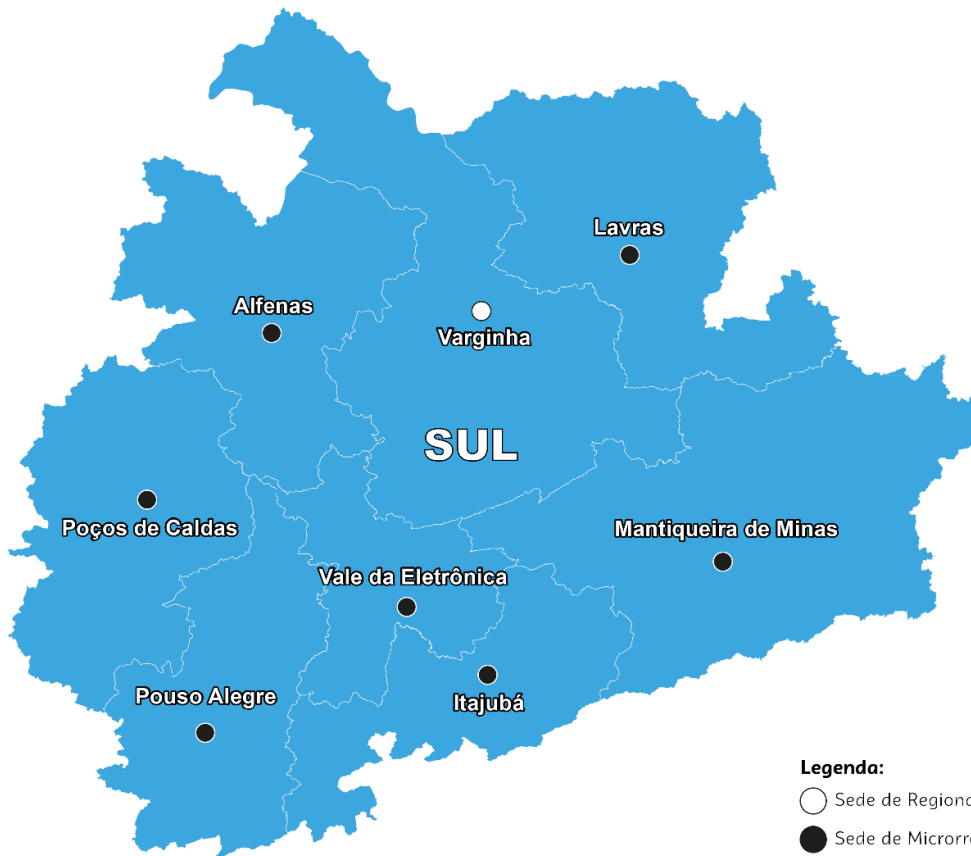 Lavras
Alfenas
Varginha
SUL
Poços de Caldas
Mantiqueira de Minas
Vale da Eletrônica
Pouso Alegre
Itajubá
Legenda:
Sede de Regiona
Sede de Microrre